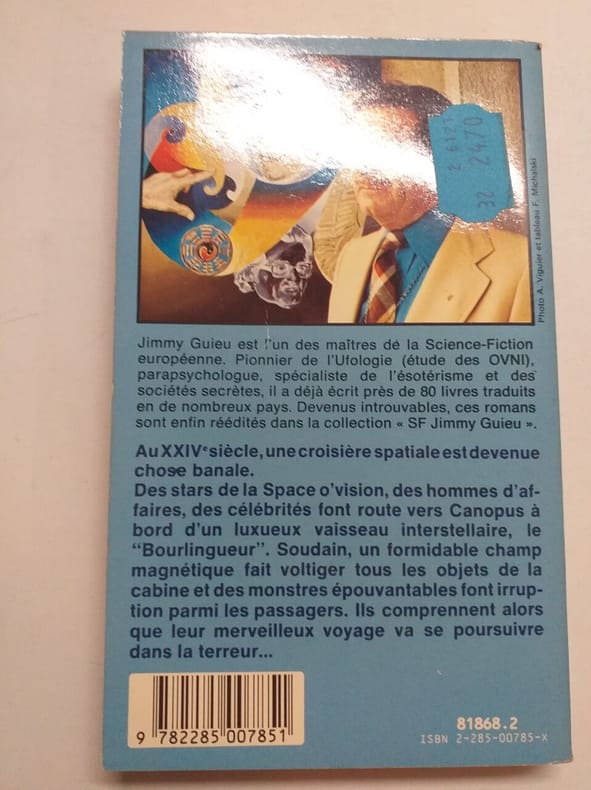 2 6121
32 2470
Photo A. Viguier et tableau F. Michalski
Jimmy Guieu est l'un des maîtres de la Science-Fiction
européenne. Pionnier de l'Ufologie (étude des OVNI),
parapsychologue, spécialiste de l'ésotérisme et des
sociétés secrètes, il a déjà écrit près de 80 livres traduits
en de nombreux pays. Devenus introuvables, ces romans
sont enfin réédités dans la collection « SF Jimmy Guieu ».
Au XXIVe siècle, une croisière spatiale est devenue
chose banale.
Des stars de la Space o'vision, des hommes d'af-
faires, des célébrités font route vers Canopus à
bord d'un luxueux vaisseau interstellaire, le
"Bourlingueur". Soudain, un formidable champ
magnétique fait voltiger tous les objets de la
cabine et des monstres épouvantables font irrup-
tion parmi les passagers. Ils comprennent alors
que leur merveilleux voyage va se poursuivre
dans la terreur...
9 782285 007851
81868.2
ISBN 2-285-00785-X